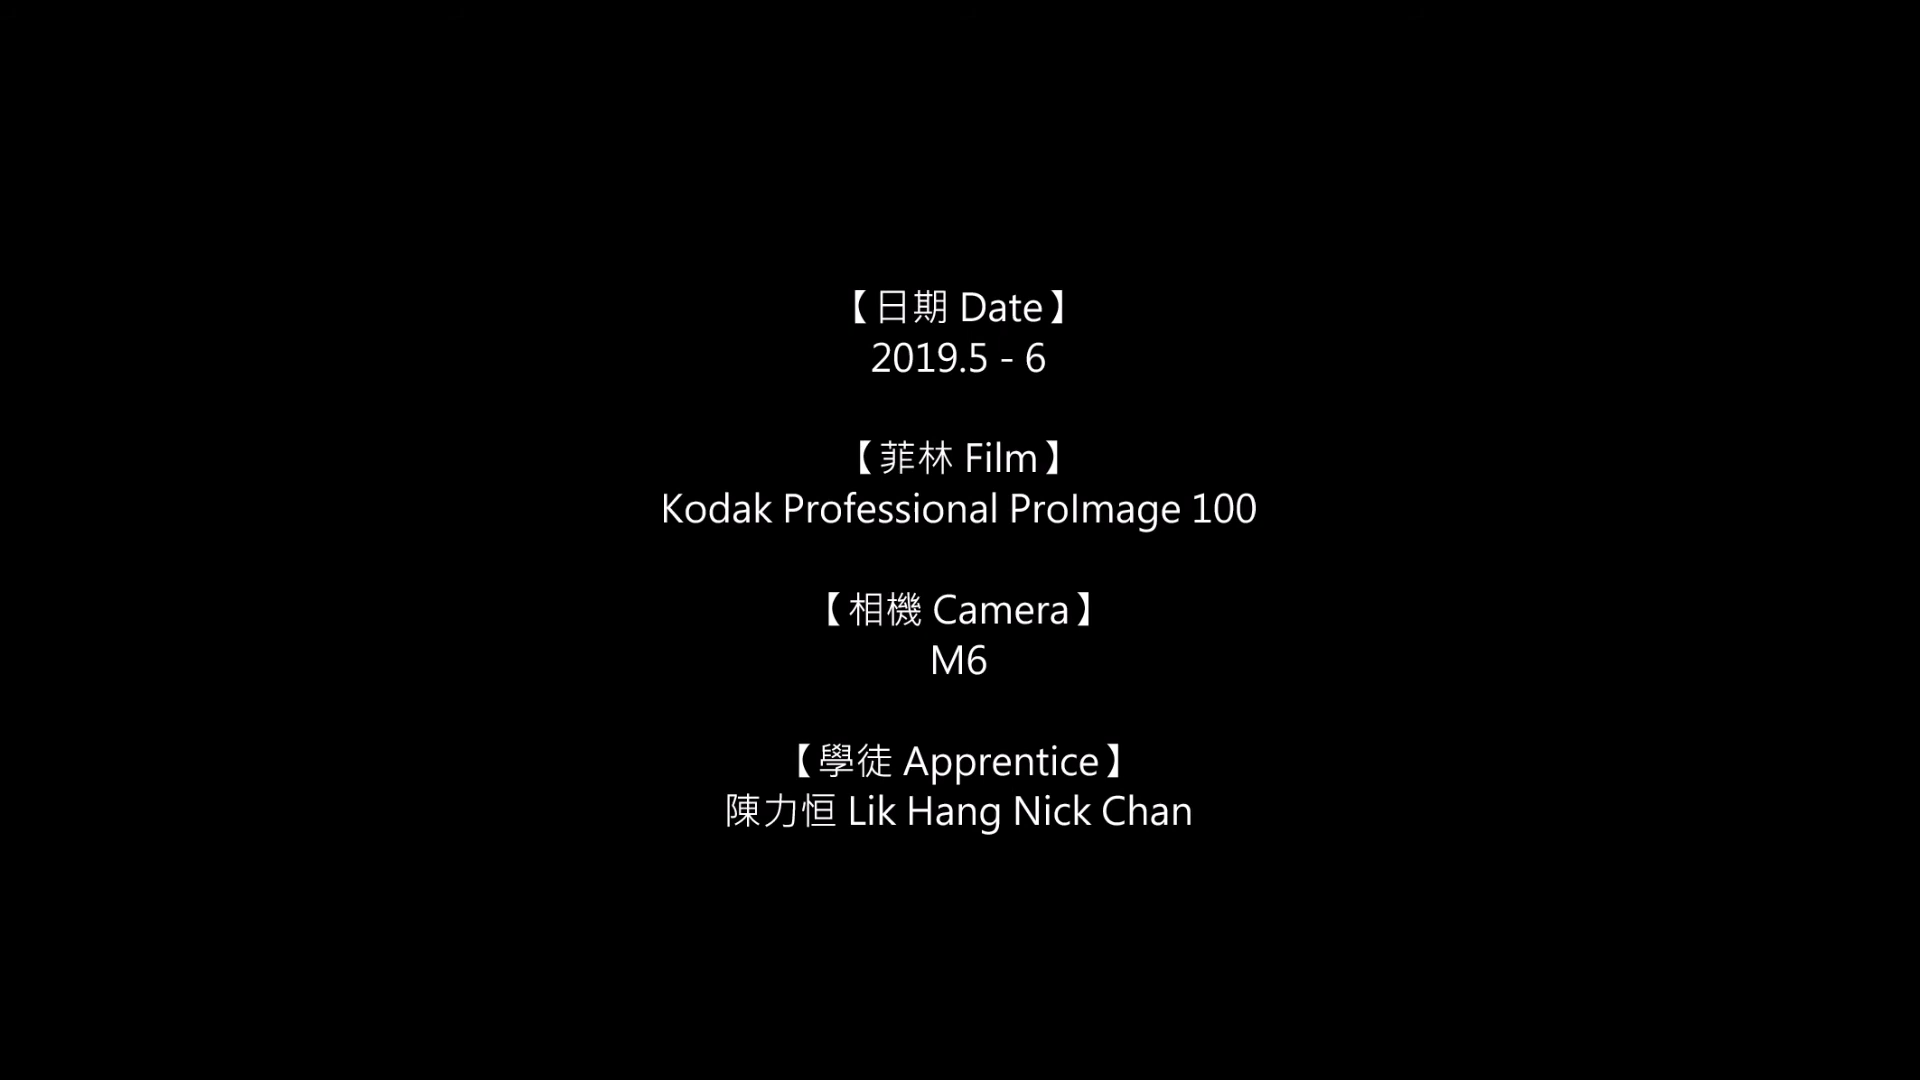 【日期 Date】
2019.5 - 6
【菲林 Film】
Kodak Professional ProImage 100
【相機 Camera】
M6
【學徒 Apprentice】
陳力恒 Lik Hang Nick Chan